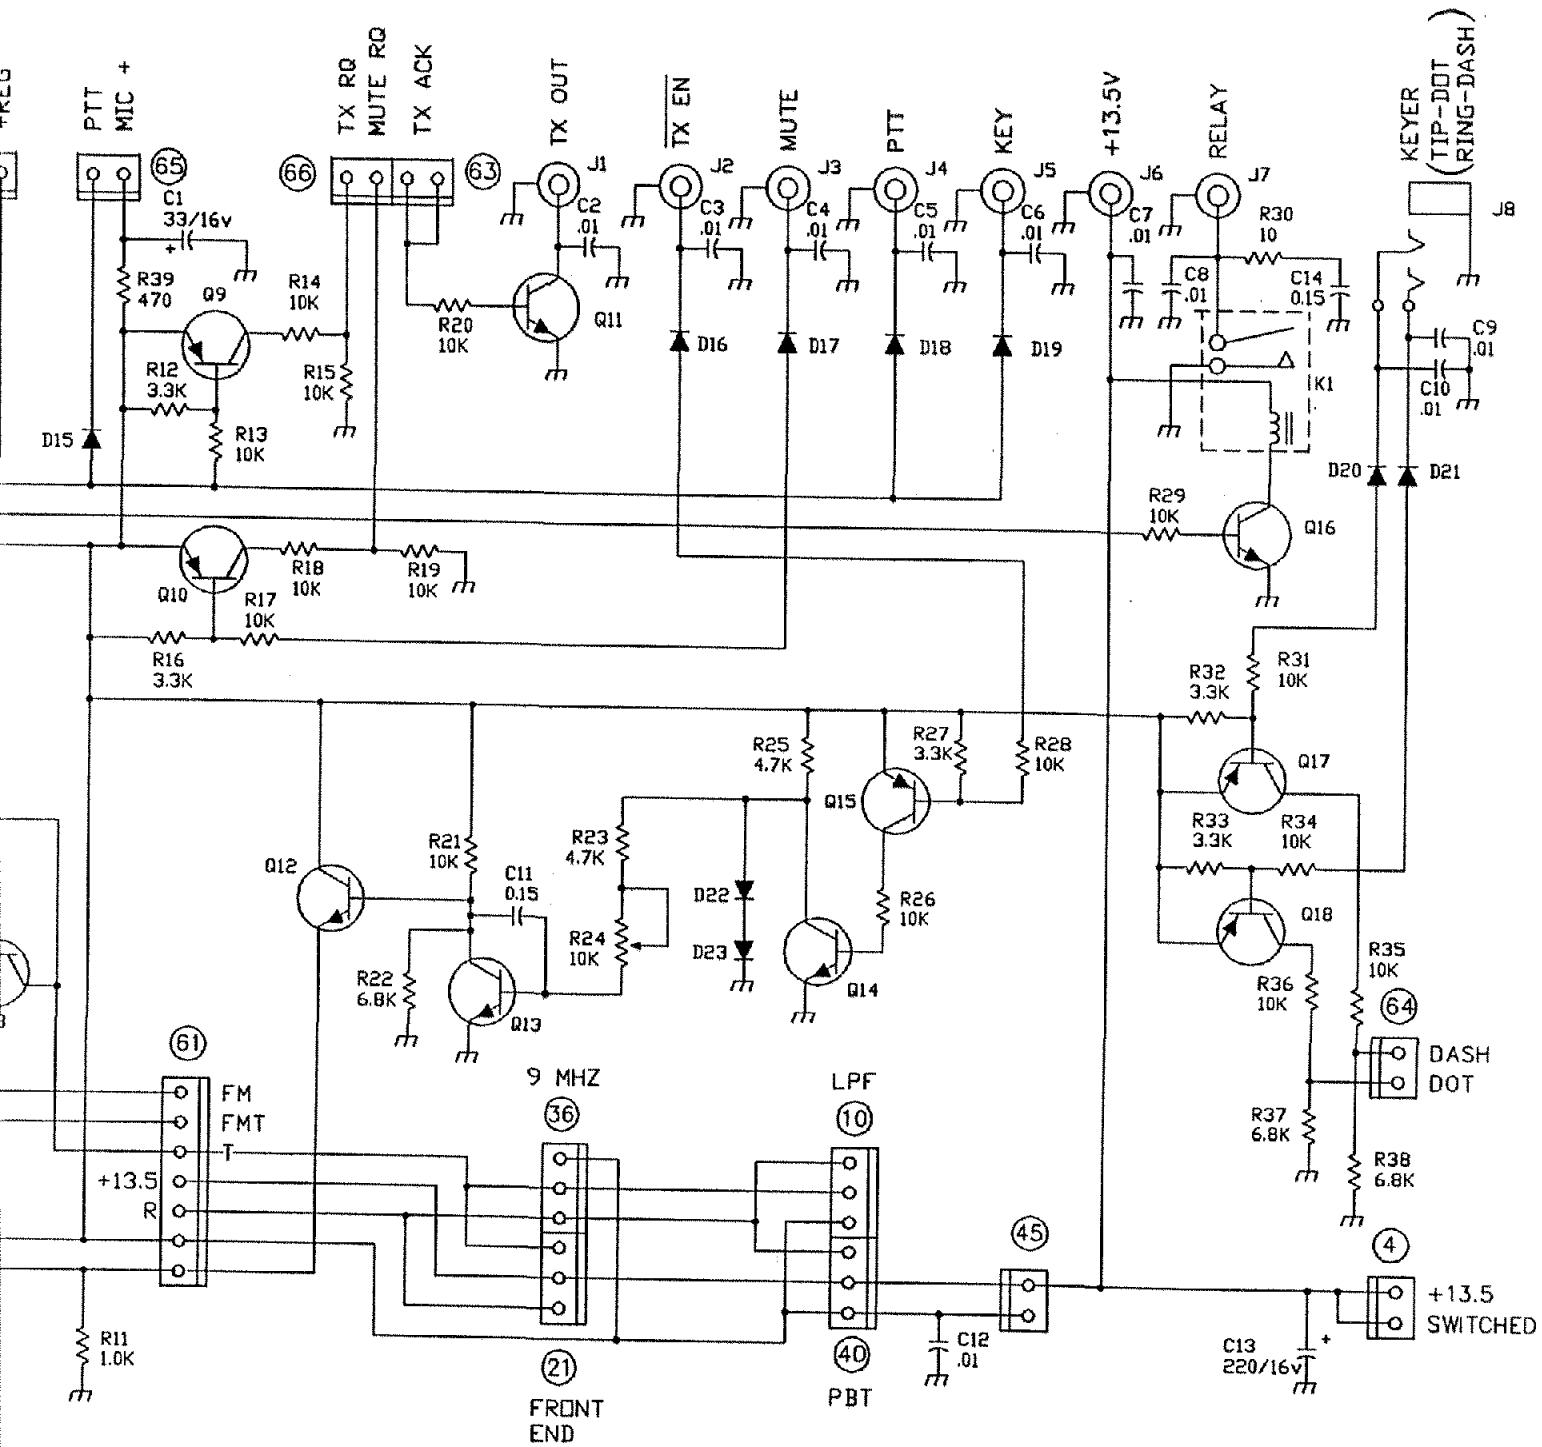 +REG
PTT
MIC +
TX RQ
MUTE RQ
TX ACK
TX OUT
TX EN
MUTE
PTT
KEY
+13.5V
RELAY
KEYER
(TIP-DOT
RING-DASH)
65
66
63
J1
J2
J3
J4
J5
J6
J7
J8
C1
33/16v
+
C2
.01
C3
.01
C4
.01
C5
.01
C6
.01
C7
.01
R30
10
C8
.01
C14
0.15
R39
470
Q9
R14
10K
R20
10K
Q11
D16
D17
D18
D19
K1
C9
.01
C10
.01
R12
3.3K
R15
10K
D15
R13
10K
D20
D21
R29
10K
Q16
Q10
R18
10K
R19
10K
R17
10K
R16
3.3K
R32
3.3K
R31
10K
R25
4.7K
R27
3.3K
R28
10K
Q15
Q17
R33
3.3K
R34
10K
Q12
R21
10K
C11
0.15
R23
4.7K
D22
R26
10K
Q18
R22
6.8K
R24
10K
D23
Q14
R36
10K
R35
10K
Q13
64
DASH
DOT
61
FM
FMT
T
+13.5
R
9 MHZ
36
LPF
10
R37
6.8K
R38
6.8K
45
4
+13.5
SWITCHED
R11
1.0K
21
FRONT
END
40
PBT
C12
.01
C13
220/16v
+